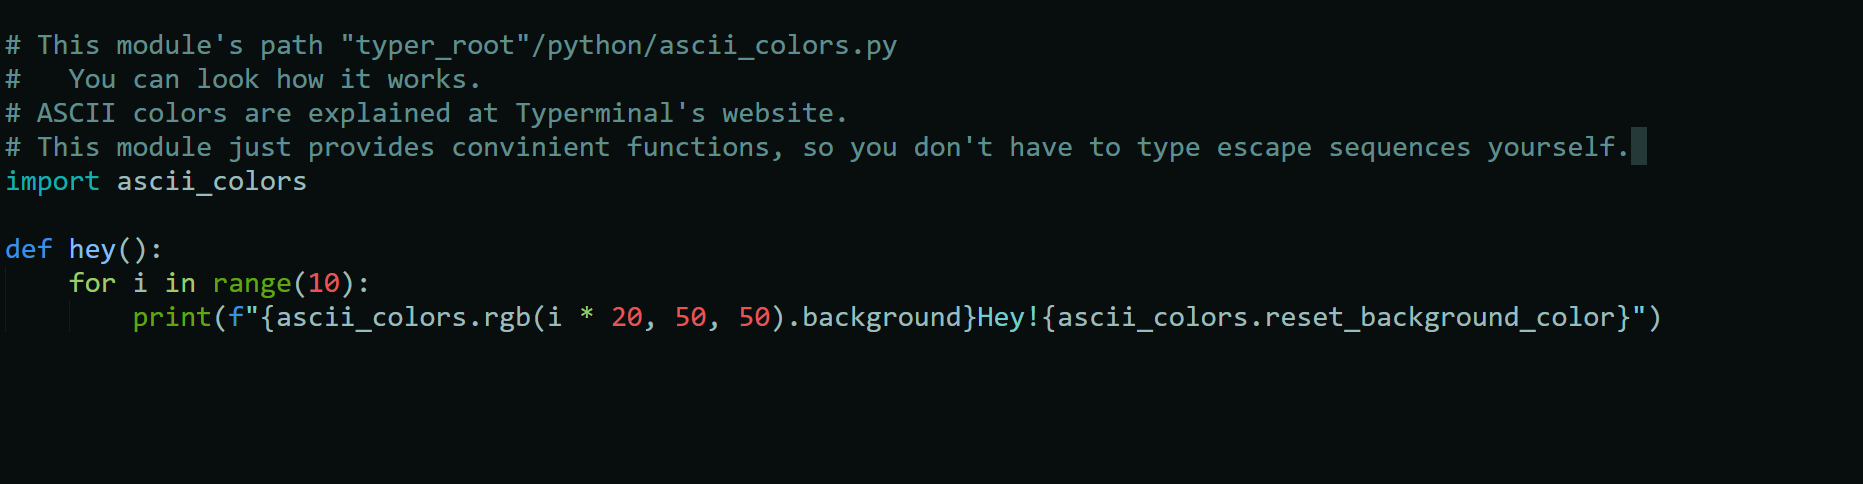 # This module's path "typer_root"/python/ascii_colors.py
#   You can look how it works.
# ASCII colors are explained at Typerminal's website.
# This module just provides convinient functions, so you don't have to type escape sequences yourself.
import ascii_colors

def hey():
    for i in range(10):
        print(f"{ascii_colors.rgb(i * 20, 50, 50).background}Hey!{ascii_colors.reset_background_color}")